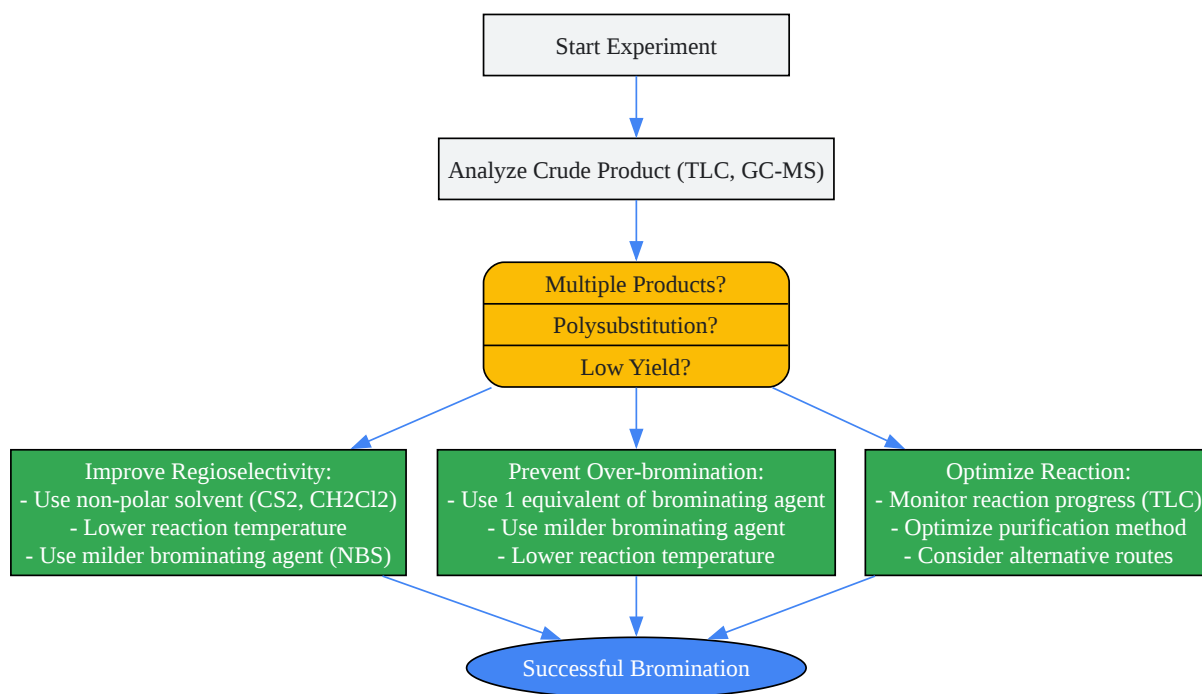 Start Experiment
Analyze Crude Product (TLC, GC-MS)
Multiple Products?
Polysubstitution?
Low Yield?
Improve Regioselectivity:
- Use non-polar solvent (CS2, CH2Cl2)
- Lower reaction temperature
- Use milder brominating agent (NBS)
Prevent Over-bromination:
- Use 1 equivalent of brominating agent
- Use milder brominating agent
- Lower reaction temperature
Optimize Reaction:
- Monitor reaction progress (TLC)
- Optimize purification method
- Consider alternative routes
Successful Bromination